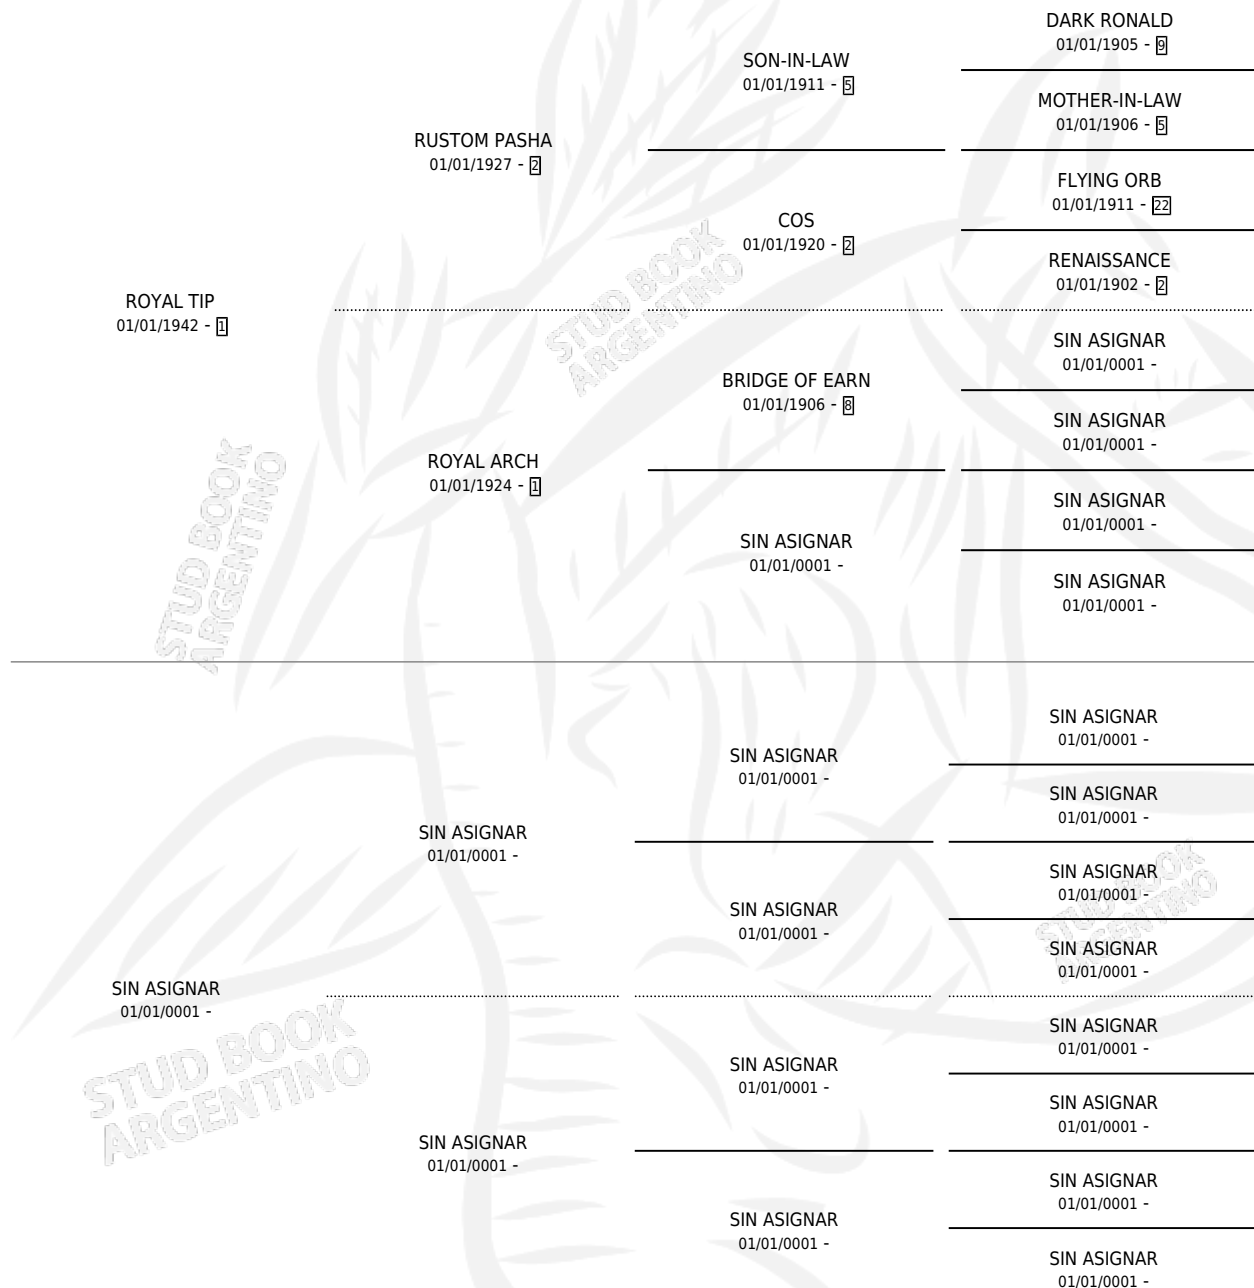 DARK RONALD
01/01/1905 - 9
SON-IN-LAW
01/01/1911 - 5
MOTHER-IN-LAW
01/01/1906 - 5
RUSTOM PASHA
01/01/1927 - 2
FLYING ORB
01/01/1911 - 22
COS
01/01/1920 - 2
RENAISSANCE
01/01/1902 - 2
ROYAL TIP
01/01/1942 - 1
STUD BOOK
ARGENTINO
SIN ASIGNAR
01/01/0001 -
BRIDGE OF EARN
01/01/1906 - 8
SIN ASIGNAR
01/01/0001 -
ROYAL ARCH
01/01/1924 - 1
SIN ASIGNAR
01/01/0001 -
SIN ASIGNAR
01/01/0001 -
SIN ASIGNAR
01/01/0001 -
STUD BOOK
ARGENTINO
SIN ASIGNAR
01/01/0001 -
SIN ASIGNAR
01/01/0001 -
SIN ASIGNAR
01/01/0001 -
SIN ASIGNAR
01/01/0001 -
SIN ASIGNAR
01/01/0001 -
SIN ASIGNAR
01/01/0001 -
SIN ASIGNAR
01/01/0001 -
STUD BOOK
ARGENTINO
SIN ASIGNAR
01/01/0001 -
SIN ASIGNAR
01/01/0001 -
SIN ASIGNAR
01/01/0001 -
SIN ASIGNAR
01/01/0001 -
STUD BOOK
ARGENTINO
SIN ASIGNAR
01/01/0001 -
SIN ASIGNAR
01/01/0001 -
SIN ASIGNAR
01/01/0001 -
SIN ASIGNAR
01/01/0001 -